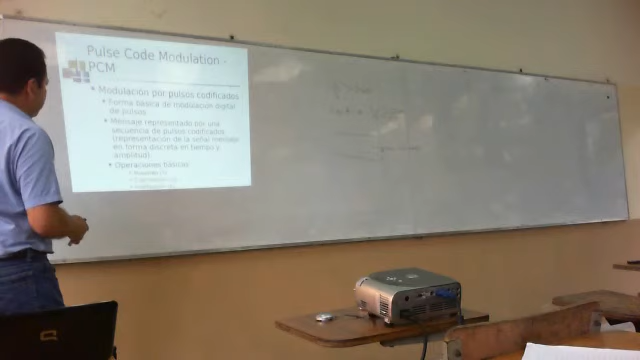 Pulse Code Modulation -
PCM
Modulación por pulsos codificados
Forma básica de modulación digital
de pulsos
Mensaje representado por una
secuencia de pulsos codificados
(representación de la señal mensaje
en forma discreta en tiempo y
amplitud)
Operaciones básicas